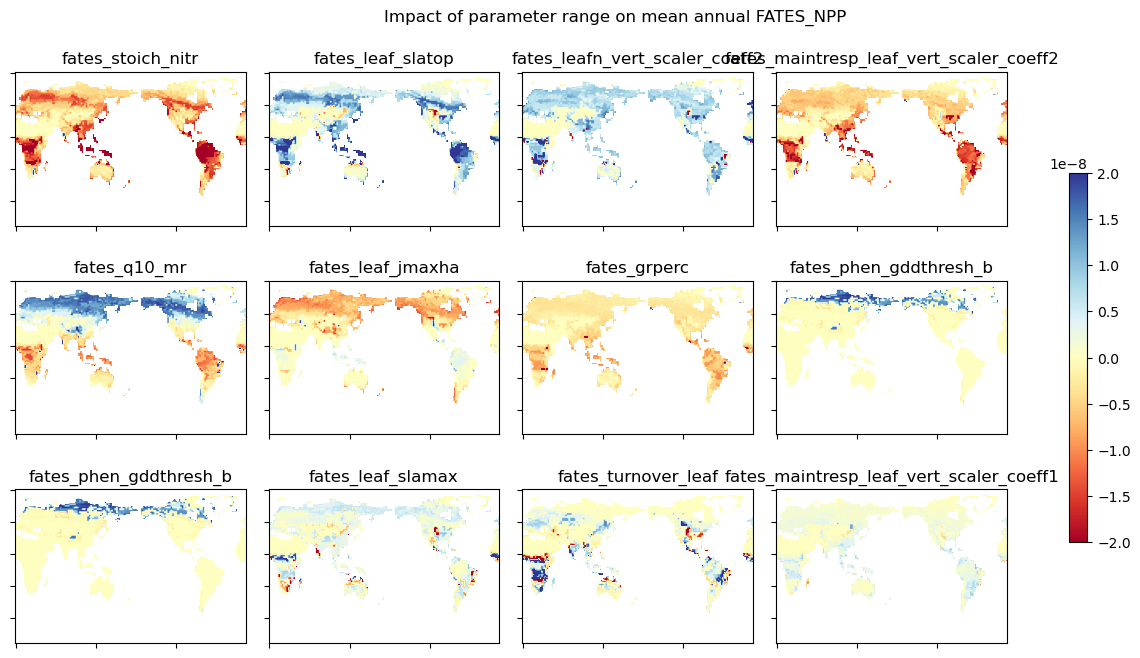 Impact of parameter range on mean annual FATES_NPP
fates_stoich_nitr
fates_leaf_slatop
fates_leafn_vert_scaler_coeff2
fates_maintresp_leaf_vert_scaler_coeff2
fates_q10_mr
fates_leaf_jmaxha
fates_grperc
fates_phen_gddthresh_b
fates_phen_gddthresh_b
fates_leaf_slamax
fates_turnover_leaf
fates_maintresp_leaf_vert_scaler_coeff1
1e−8
2.0
1.5
1.0
0.5
0.0
−0.5
−1.0
−1.5
−2.0